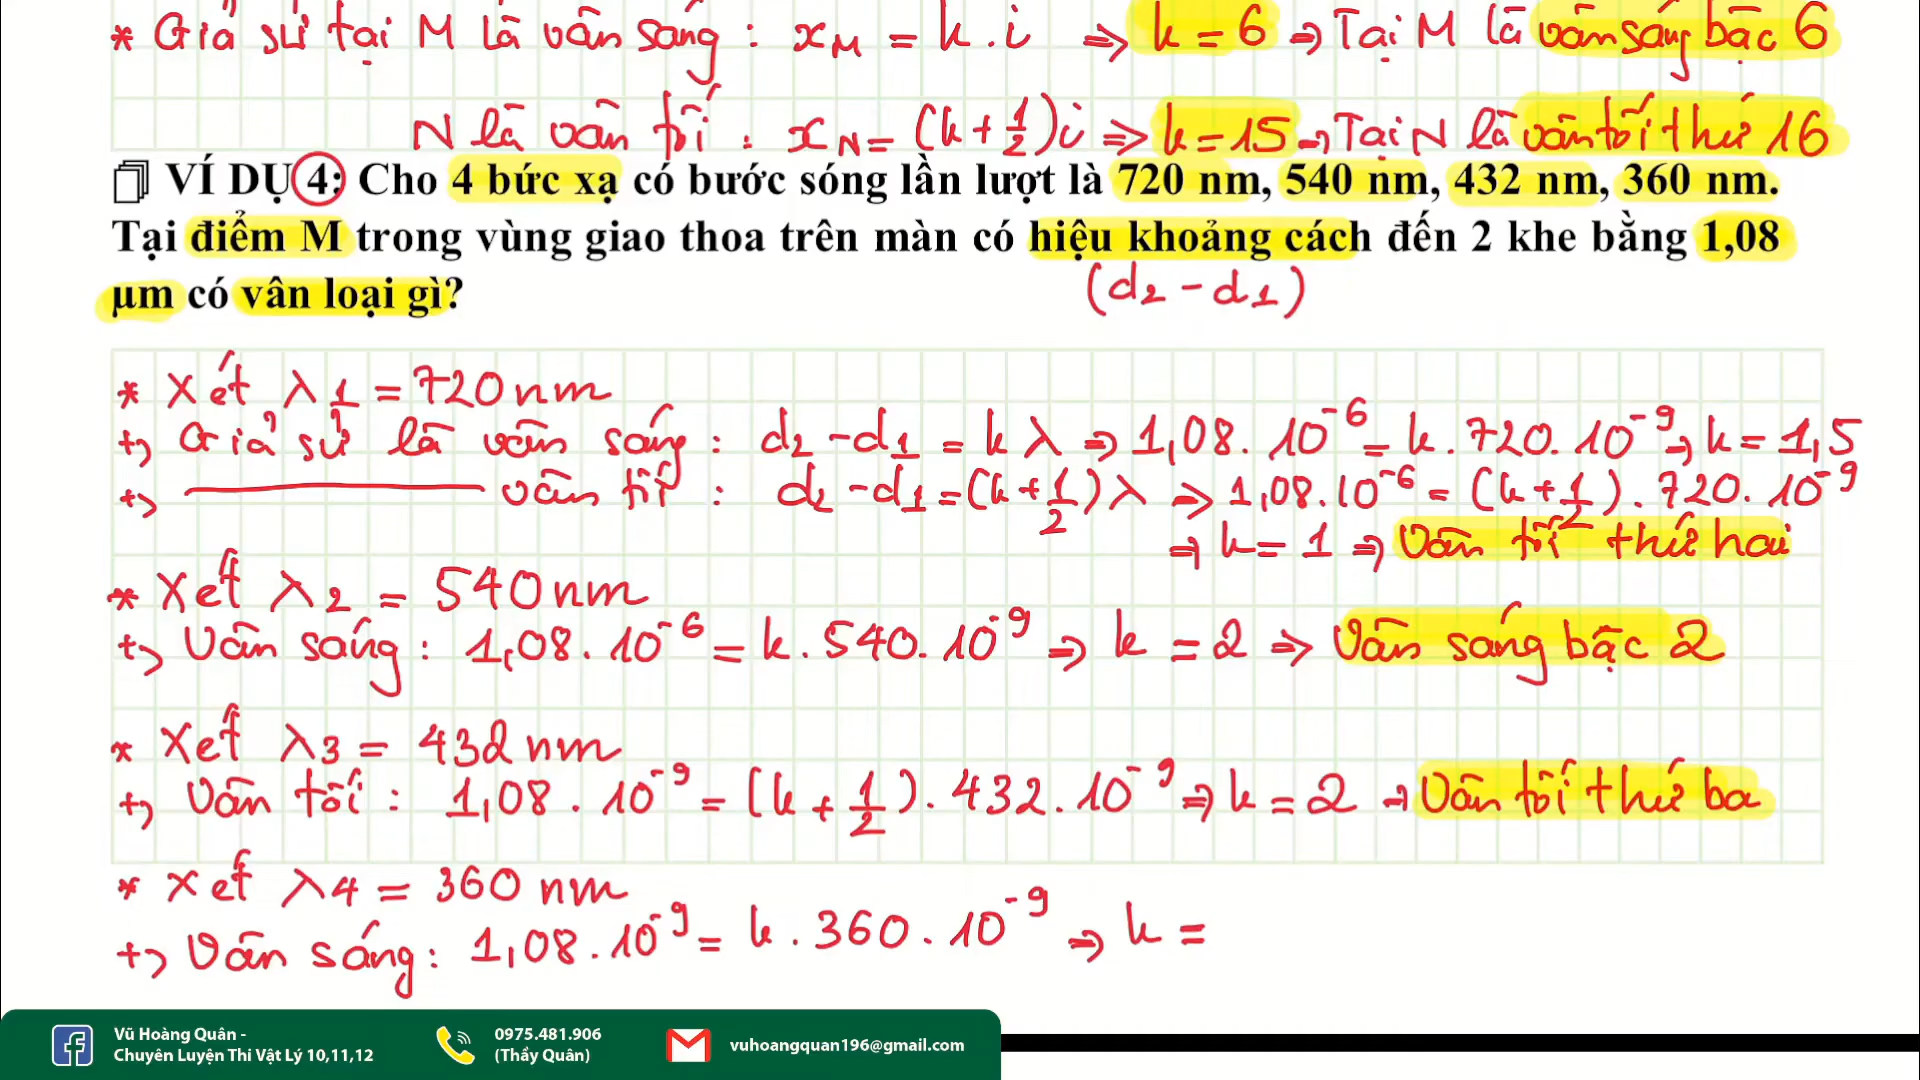 * Giả sử tại M là vân sáng : x_M = k . i ⇒ k = 6 ⇒ Tại M là vân sáng bậc 6
N là vân tối : x_N = (k + 1/2) i ⇒ k = 15 ⇒ Tại N là vân tối thứ 16
VÍ DỤ 4: Cho 4 bức xạ có bước sóng lần lượt là 720 nm, 540 nm, 432 nm, 360 nm.
Tại điểm M trong vùng giao thoa trên màn có hiệu khoảng cách đến 2 khe bằng 1,08
μm có vân loại gì?
(d₂ - d₁)
* Xét λ₁ = 720 nm
+) Giả sử là vân sáng : d₂ - d₁ = k λ ⇒ 1,08 . 10⁻⁶ = k . 720 . 10⁻⁹ ⇒ k = 1,5
+) ———— vân tối : d₂ - d₁ = (k + 1/2) λ ⇒ 1,08 . 10⁻⁶ = (k + 1/2) . 720 . 10⁻⁹
⇒ k = 1 ⇒ Vân tối thứ hai
* Xét λ₂ = 540 nm
+) Vân sáng : 1,08 . 10⁻⁶ = k . 540 . 10⁻⁹ ⇒ k = 2 ⇒ Vân sáng bậc 2
* Xét λ₃ = 432 nm
+) Vân tối : 1,08 . 10⁻⁹ = (k + 1/2) . 432 . 10⁻⁹ ⇒ k = 2 ⇒ Vân tối thứ ba
* Xét λ₄ = 360 nm
+) Vân sáng : 1,08 . 10⁻⁹ = k . 360 . 10⁻⁹ ⇒ k =
Vũ Hoàng Quân -
Chuyên Luyện Thi Vật Lý 10,11,12
0975.481.906
(Thầy Quân)
vuhoangquan196@gmail.com